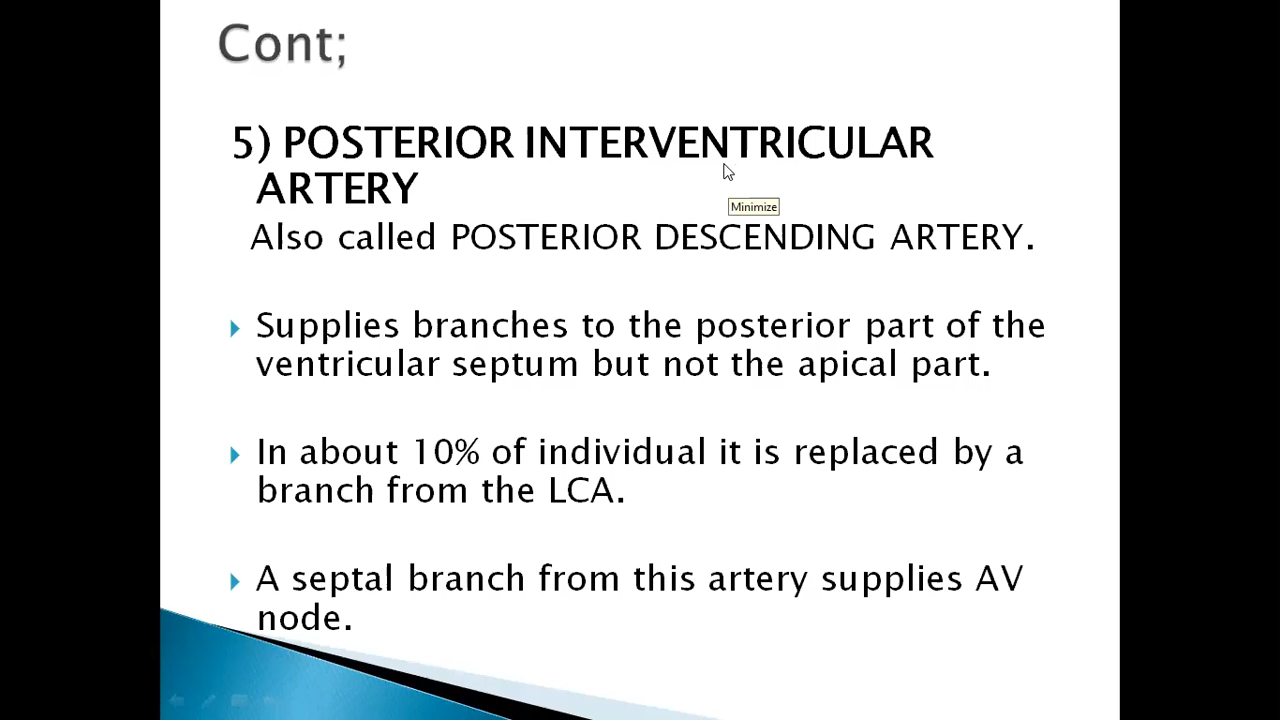 Cont;
5) POSTERIOR INTERVENTRICULAR
ARTERY
Minimize
Also called POSTERIOR DESCENDING ARTERY.
Supplies branches to the posterior part of the
ventricular septum but not the apical part.
In about 10% of individual it is replaced by a
branch from the LCA.
A septal branch from this artery supplies AV
node.